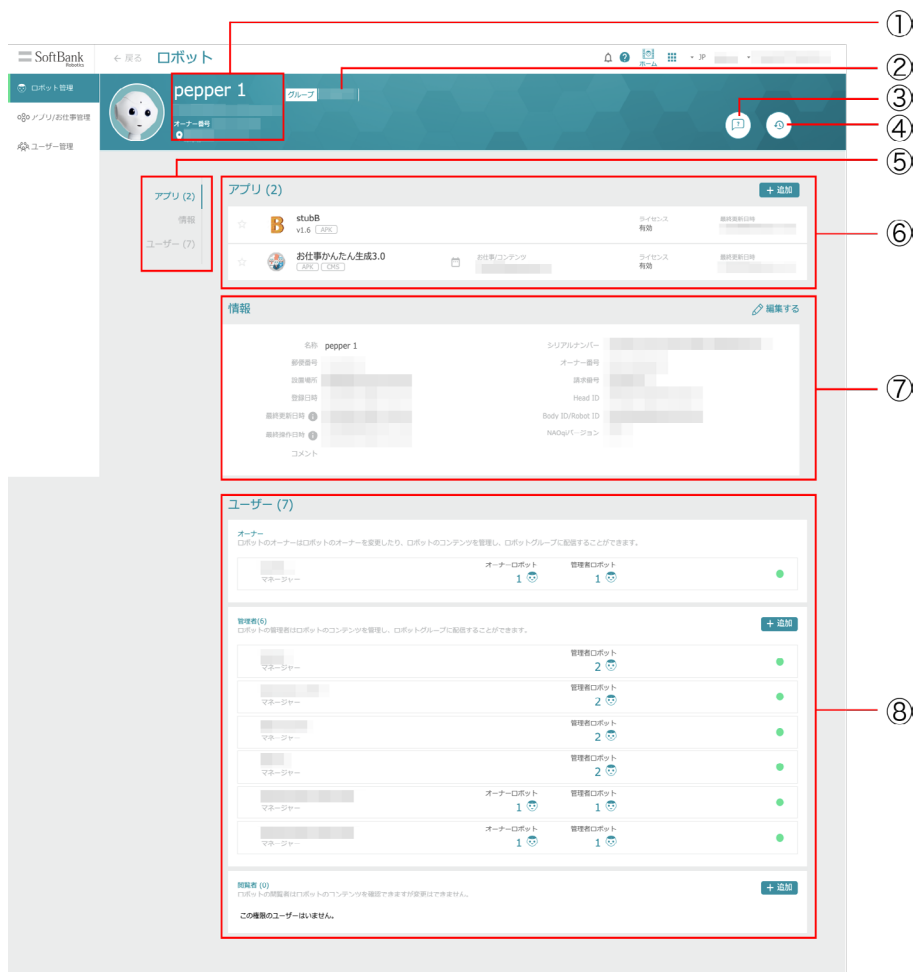 ①
②
③
④
⑤
⑥
⑦
⑧
SoftBank
Robotics
← 戻る
ロボット
ホーム
JP
ロボット管理
アプリ/お仕事管理
ユーザー管理
pepper 1
グループ
オーナー番号
アプリ (2)
情報
ユーザー (7)
アプリ (2)
+ 追加
stubB
v1.6 APK
ライセンス
有効
最終更新日時
お仕事かんたん生成3.0
APK CMS
お仕事/コンテンツ
ライセンス
有効
最終更新日時
情報
編集する
名称 pepper 1
郵便番号
設置場所
登録日時
最終更新日時
最終操作日時
コメント
シリアルナンバー
オーナー番号
請求番号
Head ID
Body ID/Robot ID
NAOqiバージョン
ユーザー (7)
オーナー
ロボットのオーナーはロボットのオーナーを変更したり、ロボットのコンテンツを管理し、ロボットグループに配信することができます。
マネージャー
オーナーロボット
1
管理者ロボット
1
管理者(6)
ロボットの管理者はロボットのコンテンツを管理し、ロボットグループに配信することができます。
+ 追加
マネージャー
管理者ロボット
2
マネージャー
管理者ロボット
2
マネージャー
管理者ロボット
2
マネージャー
管理者ロボット
2
マネージャー
オーナーロボット
1
管理者ロボット
1
マネージャー
オーナーロボット
1
管理者ロボット
1
閲覧者 (0)
ロボットの閲覧者はロボットのコンテンツを確認できますが変更はできません。
+ 追加
この権限のユーザーはいません。